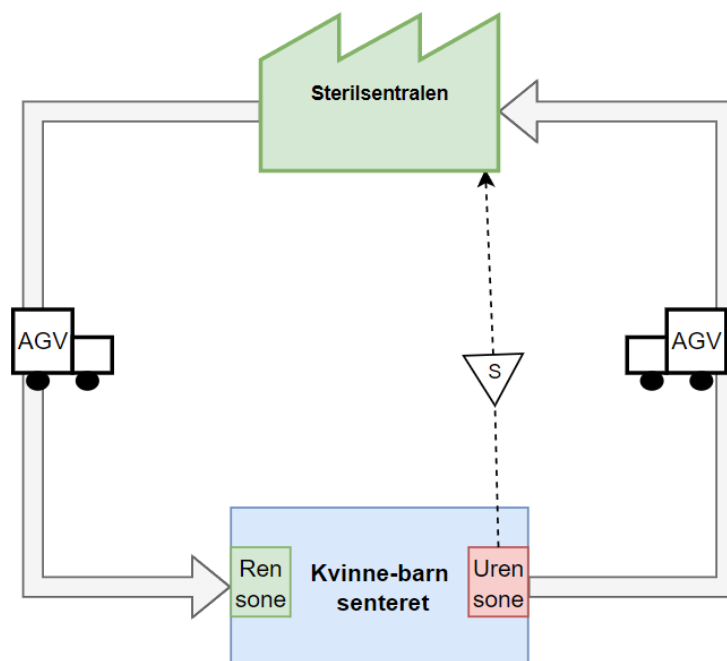 Sterilsentralen
AGV
AGV
S
Ren
sone
Kvinne-barn
senteret
Uren
sone